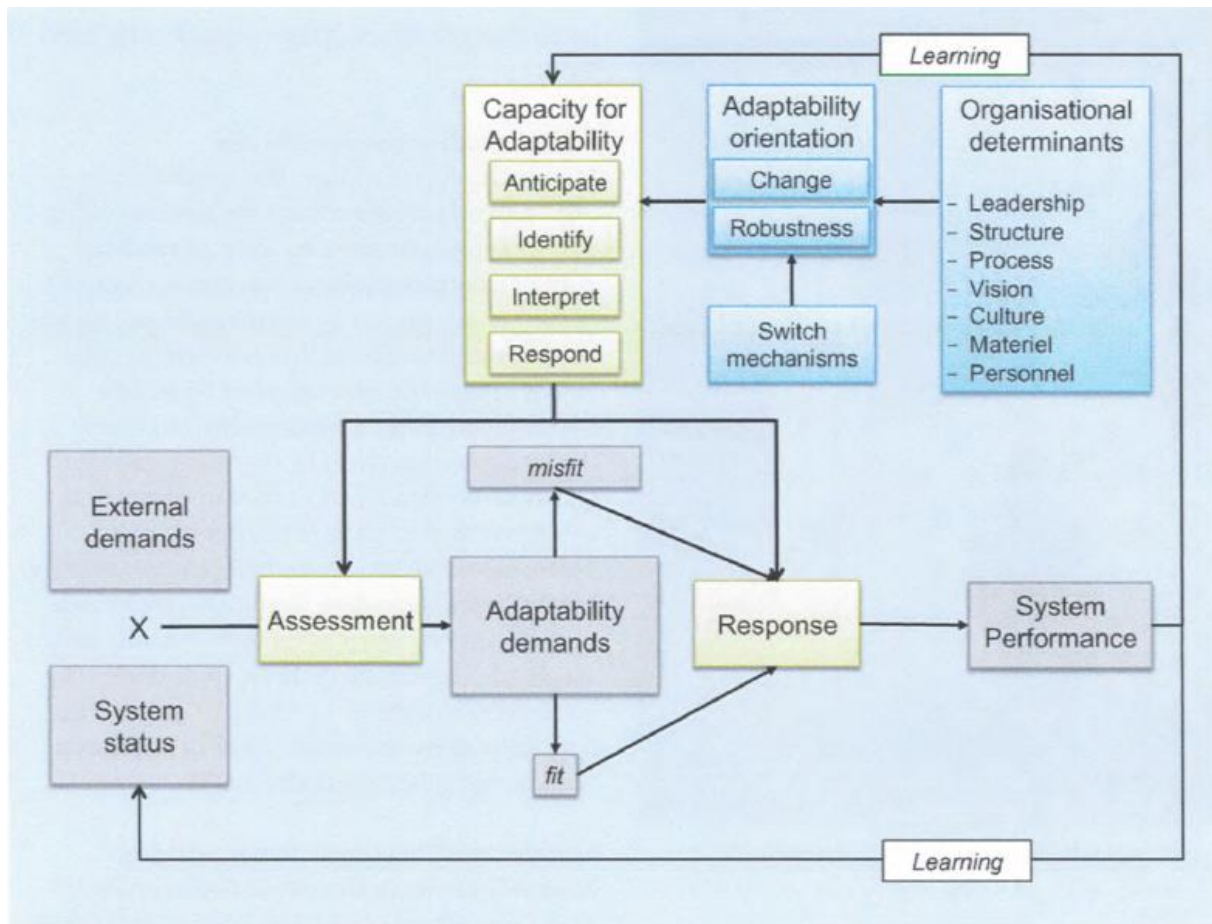 Learning
Capacity for
Adaptability
Anticipate
Identify
Interpret
Respond
Adaptability
orientation
Change
Robustness
Switch
mechanisms
Organisational
determinants
- Leadership
- Structure
- Process
- Vision
- Culture
- Materiel
- Personnel
External
demands
X
System
status
Assessment
misfit
Adaptability
demands
fit
Response
System
Performance
Learning